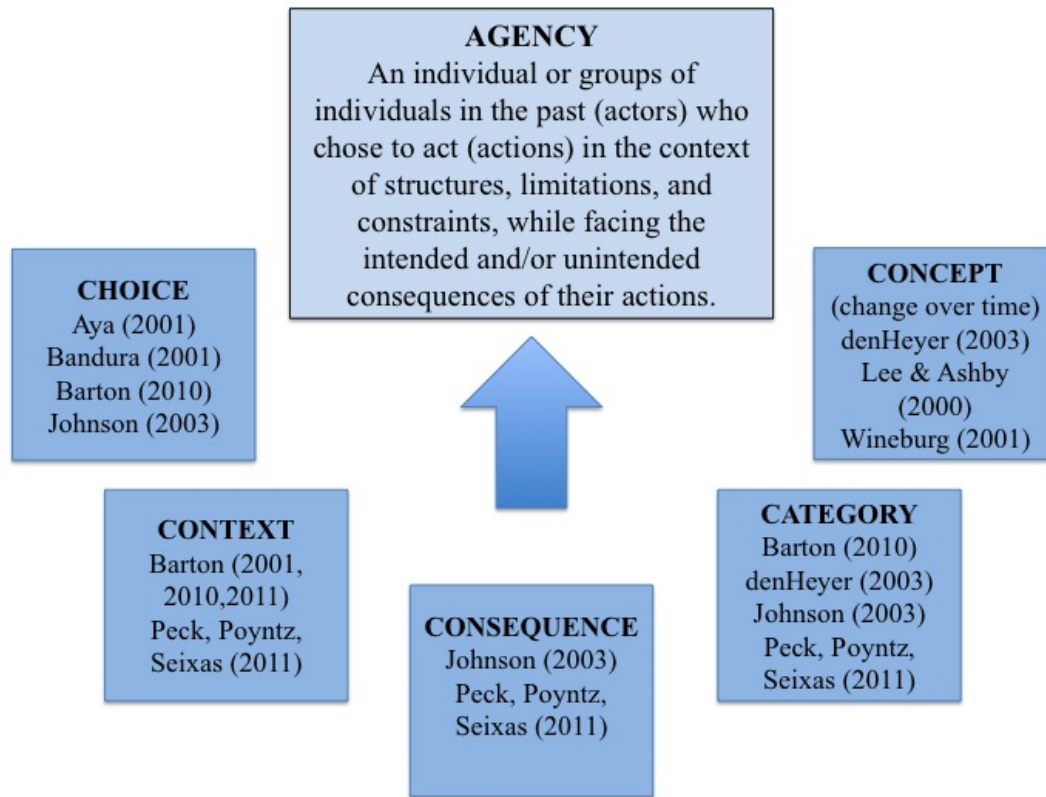 AGENCY
An individual or groups of
individuals in the past (actors) who
chose to act (actions) in the context
of structures, limitations, and
constraints, while facing the
intended and/or unintended
consequences of their actions.
CHOICE
Aya (2001)
Bandura (2001)
Barton (2010)
Johnson (2003)
CONTEXT
Barton (2001,
2010,2011)
Peck, Poyntz,
Seixas (2011)
CONSEQUENCE
Johnson (2003)
Peck, Poyntz,
Seixas (2011)
CATEGORY
Barton (2010)
denHeyer (2003)
Johnson (2003)
Peck, Poyntz,
Seixas (2011)
CONCEPT
(change over time)
denHeyer (2003)
Lee & Ashby
(2000)
Wineburg (2001)